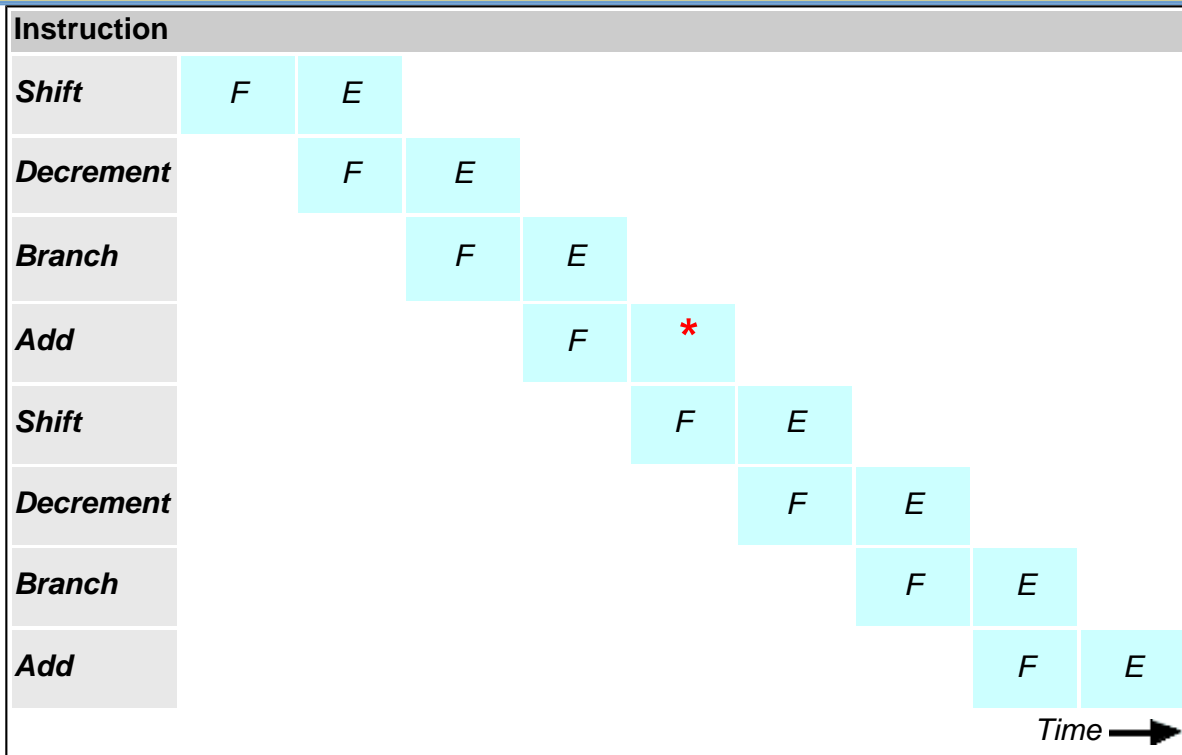 Instruction
Shift F E
Decrement F E
Branch F E
Add F *
Shift F E
Decrement F E
Branch F E
Add F E
Time